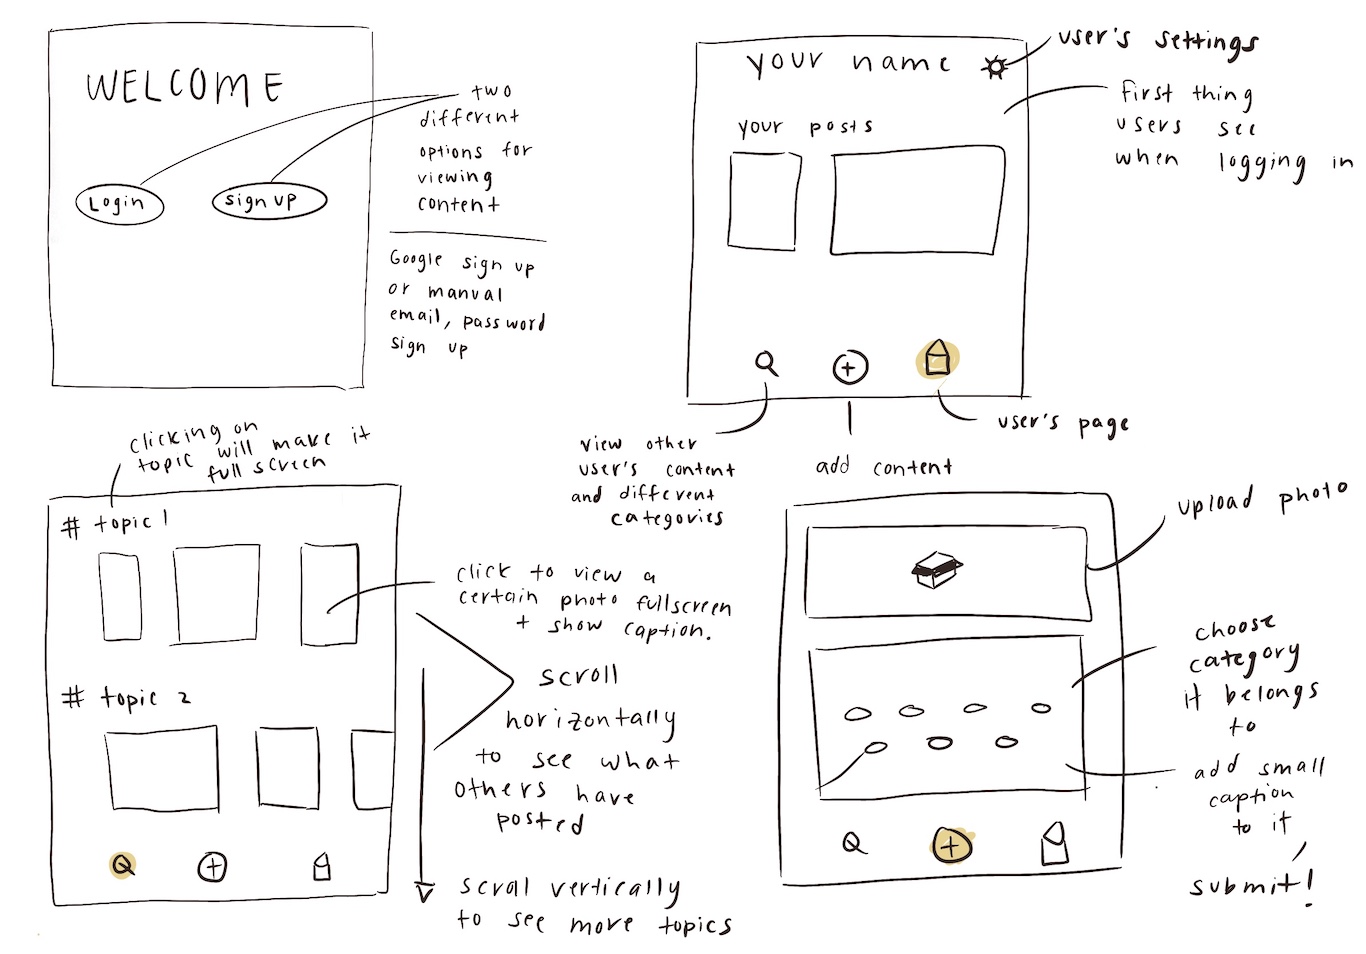 WELCOME
Login
sign up
two
different
options for
viewing
content
Google sign up
or manual
email, password
sign up
your name
user's settings
first thing
users see
when logging in
your posts
view other
user's content
and different
categories
add content
user's page
clicking on
topic will make it
full screen
# topic 1
click to view a
certain photo fullscreen
+ show caption.
# topic 2
scroll
horizontally
to see what
others have
posted
scroll vertically
to see more topics
upload photo
choose
category
it belongs
to
add small
caption
to it
submit!